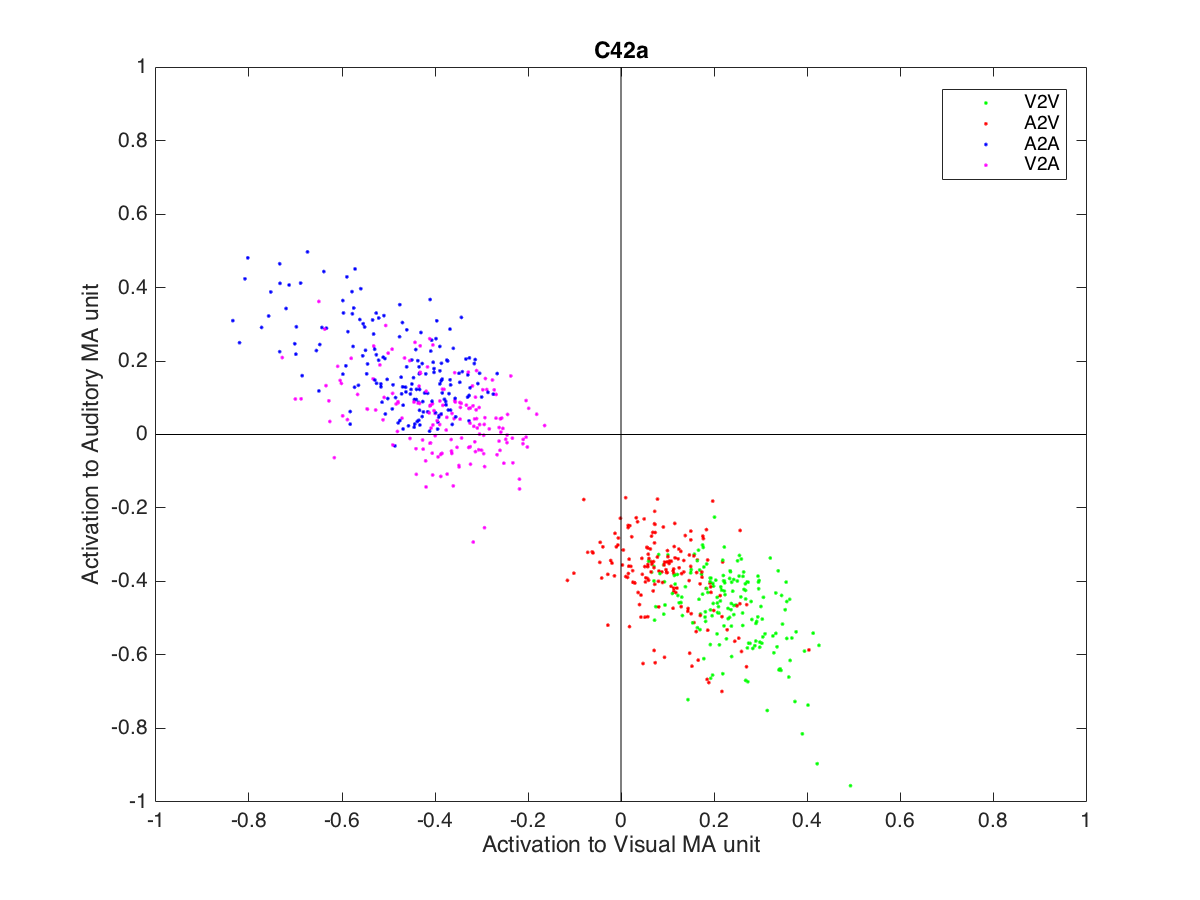 C42a
1
0.8
0.6
0.4
0.2
0
-0.2
-0.4
-0.6
-0.8
-1
Activation to Auditory MA unit
V2V
A2V
A2A
V2A
-1 -0.8 -0.6 -0.4 -0.2 0 0.2 0.4 0.6 0.8 1
Activation to Visual MA unit